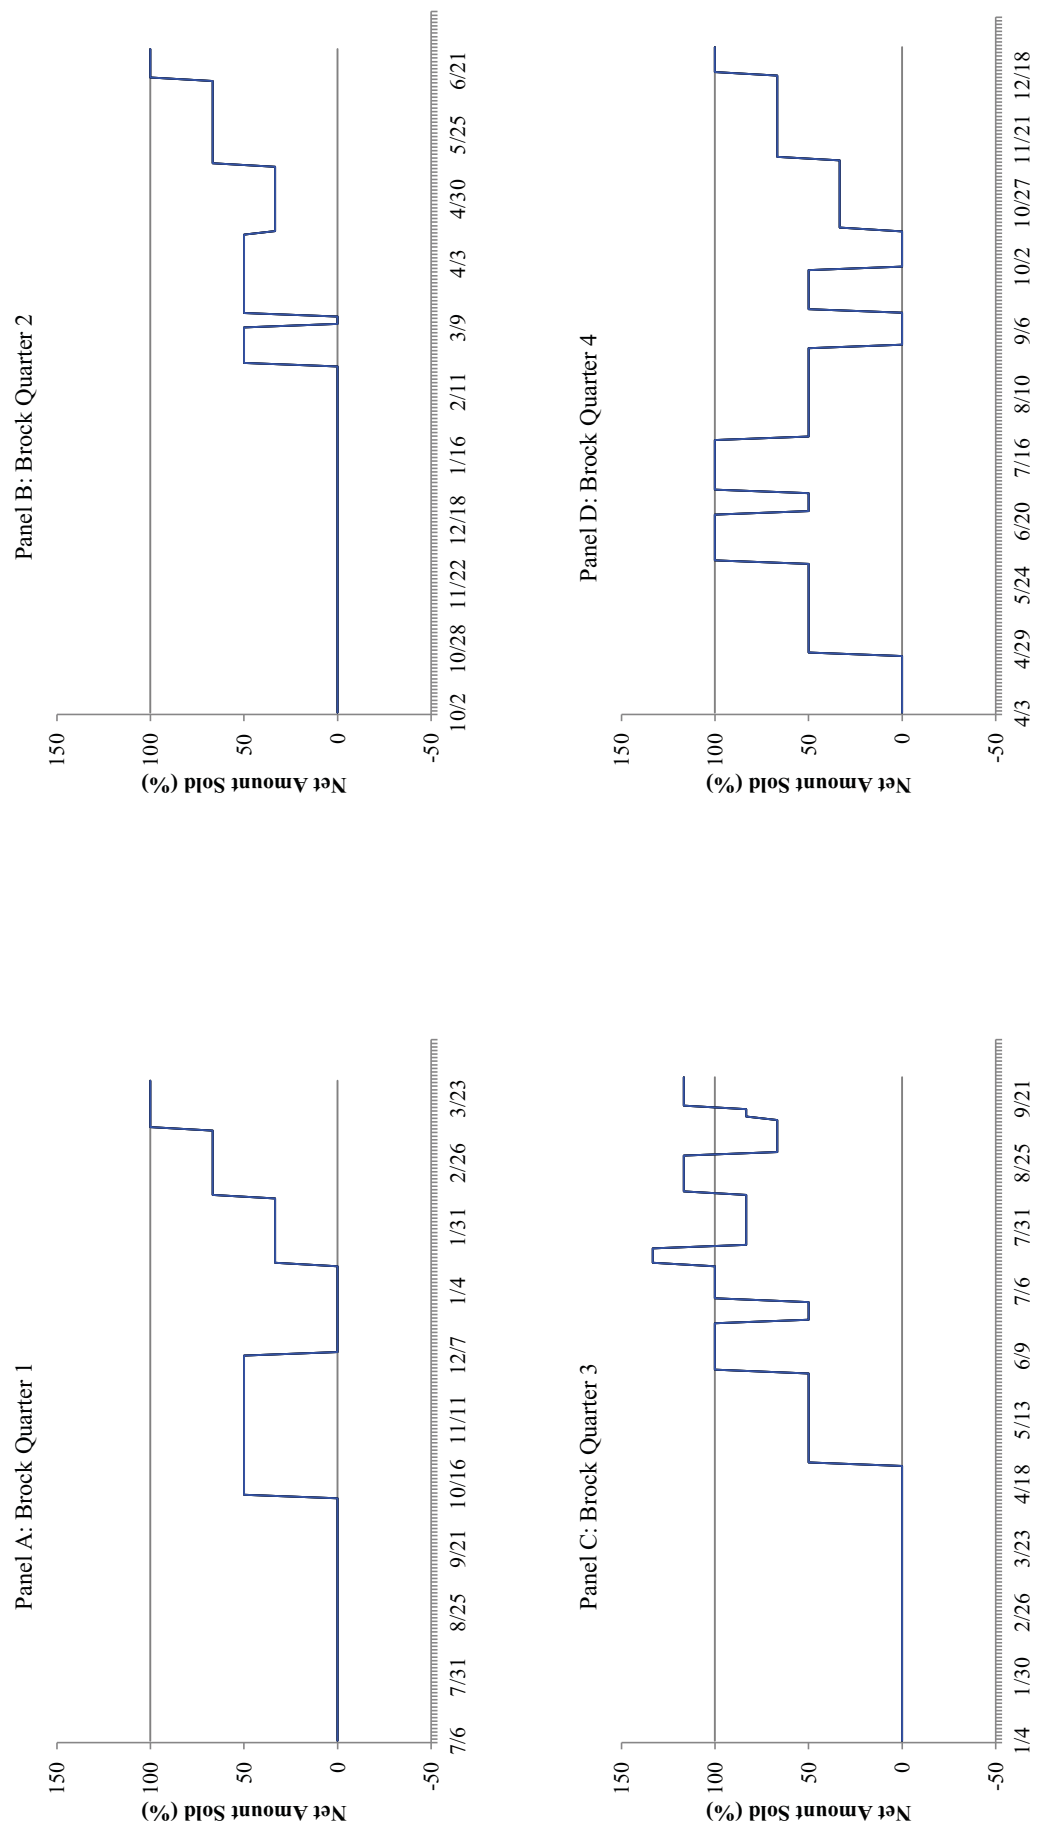 Panel A: Brock Quarter 1
Net Amount Sold (%)
150
100
50
0
-50
7/6 7/31 8/25 9/21 10/16 11/11 12/7 1/4 1/31 2/26 3/23
Panel B: Brock Quarter 2
Net Amount Sold (%)
150
100
50
0
-50
10/2 10/28 11/22 12/18 1/16 2/11 3/9 4/3 4/30 5/25 6/21
Panel C: Brock Quarter 3
Net Amount Sold (%)
150
100
50
0
-50
1/4 1/30 2/26 3/23 4/18 5/13 6/9 7/6 7/31 8/25 9/21
Panel D: Brock Quarter 4
Net Amount Sold (%)
150
100
50
0
-50
4/3 4/29 5/24 6/20 7/16 8/10 9/6 10/2 10/27 11/21 12/18